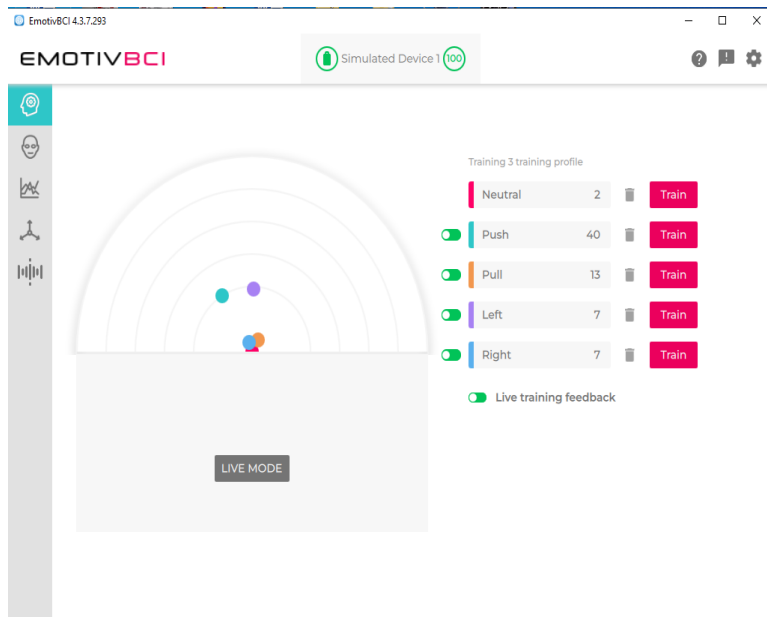 EmotivBCI 4.3.7.293
EMOTIVBCI
Simulated Device 1 100
Training 3 training profile
Neutral 2 Train
Push 40 Train
Pull 13 Train
Left 7 Train
Right 7 Train
Live training feedback
LIVE MODE